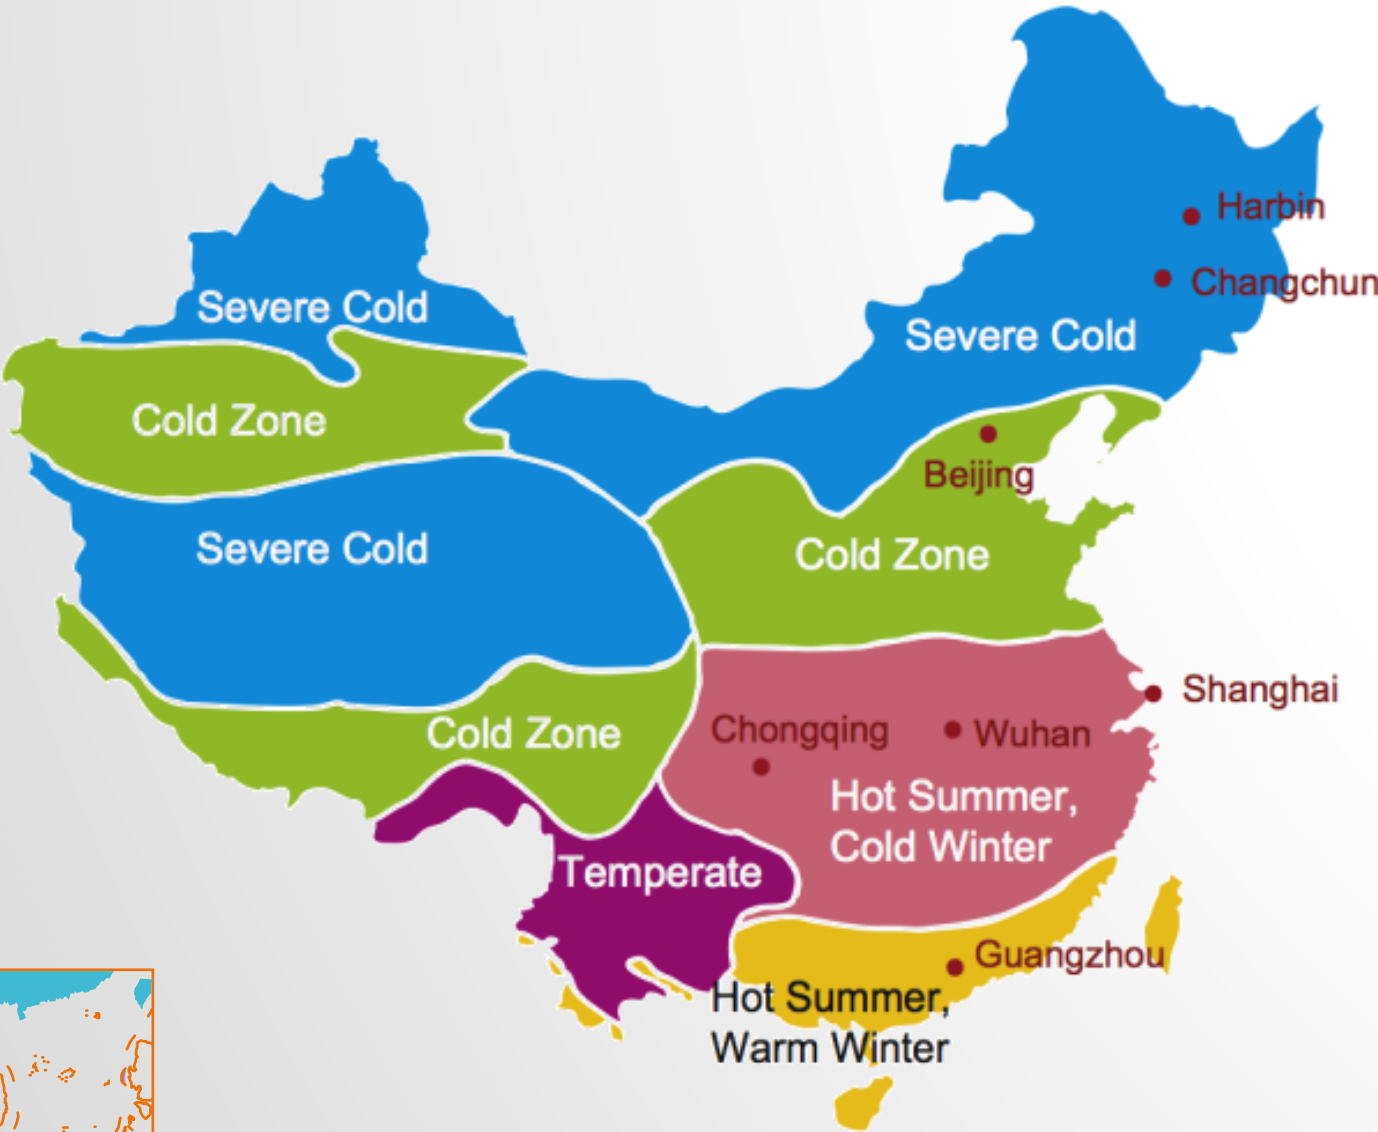 Harbin
Changchun
Severe Cold
Severe Cold
Cold Zone
Beijing
Severe Cold
Cold Zone
Shanghai
Chongqing
Wuhan
Cold Zone
Hot Summer,
Cold Winter
Temperate
Guangzhou
Hot Summer,
Warm Winter